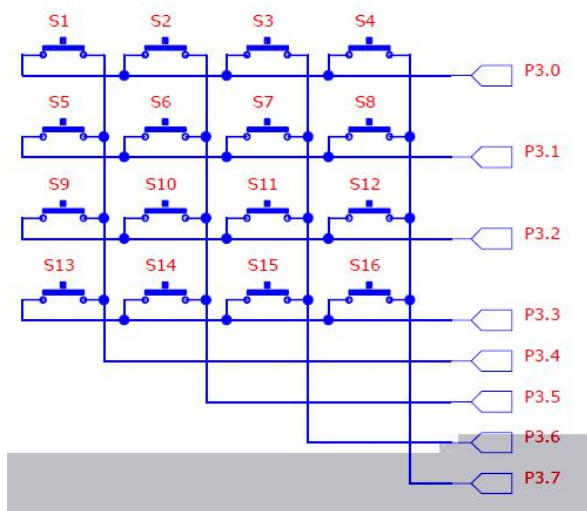 S1 S2 S3 S4
P3.0
S5 S6 S7 S8
P3.1
S9 S10 S11 S12
P3.2
S13 S14 S15 S16
P3.3
P3.4
P3.5
P3.6
P3.7